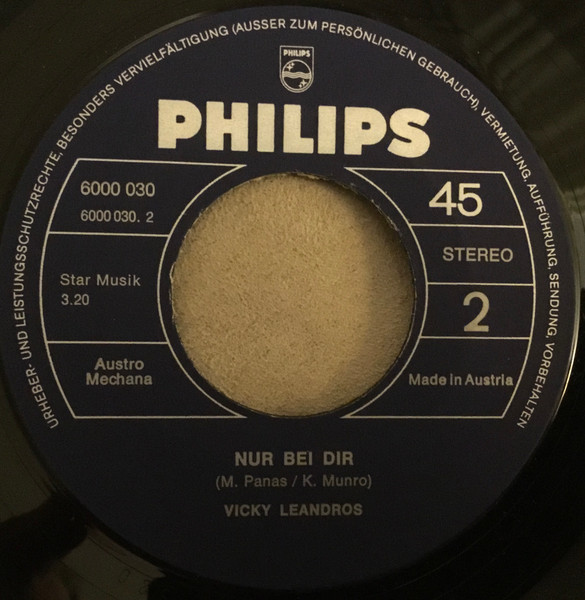 URHEBER- UND LEISTUNGSSCHUTZRECHTE, BESONDERS VERVIELFÄLTIGUNG (AUSSER ZUM PERSÖNLICHEN GEBRAUCH), VERMIETUNG, AUFFÜHRUNG, SENDUNG, VORBEHALTEN
PHILIPS
PHILIPS
6000 030
6000 030. 2
45
STEREO
Star Musik
3.20
2
Austro
Mechana
Made in Austria
NUR BEI DIR
(M. Panas / K. Munro)
VICKY LEANDROS